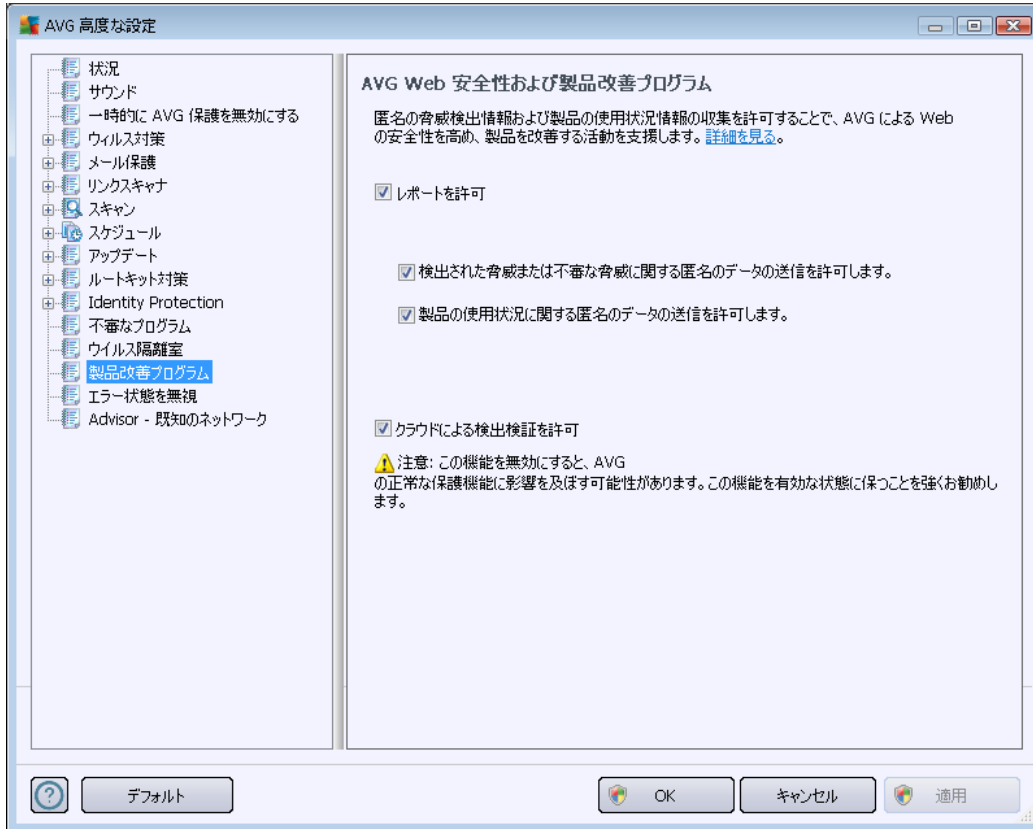 AVG 高度な設定
状況
サウンド
一時的に AVG 保護を無効にする
ウィルス対策
メール保護
リンクスキャナ
スキャン
スケジュール
アップデート
ルートキット対策
Identity Protection
不審なプログラム
ウイルス隔離室
製品改善プログラム
エラー状態を無視
Advisor - 既知のネットワーク
AVG Web 安全性および製品改善プログラム
匿名の脅威検出情報および製品の使用状況情報の収集を許可することで、AVG による Web
の安全性を高め、製品を改善する活動を支援します。詳細を見る。
レポートを許可
検出された脅威または不審な脅威に関する匿名のデータの送信を許可します。
製品の使用状況に関する匿名のデータの送信を許可します。
クラウドによる検出検証を許可
注意: この機能を無効にすると、AVG
の正常な保護機能に影響を及ぼす可能性があります。この機能を有効な状態に保つことを強くお勧めし
ます。
デフォルト
OK
キャンセル
適用